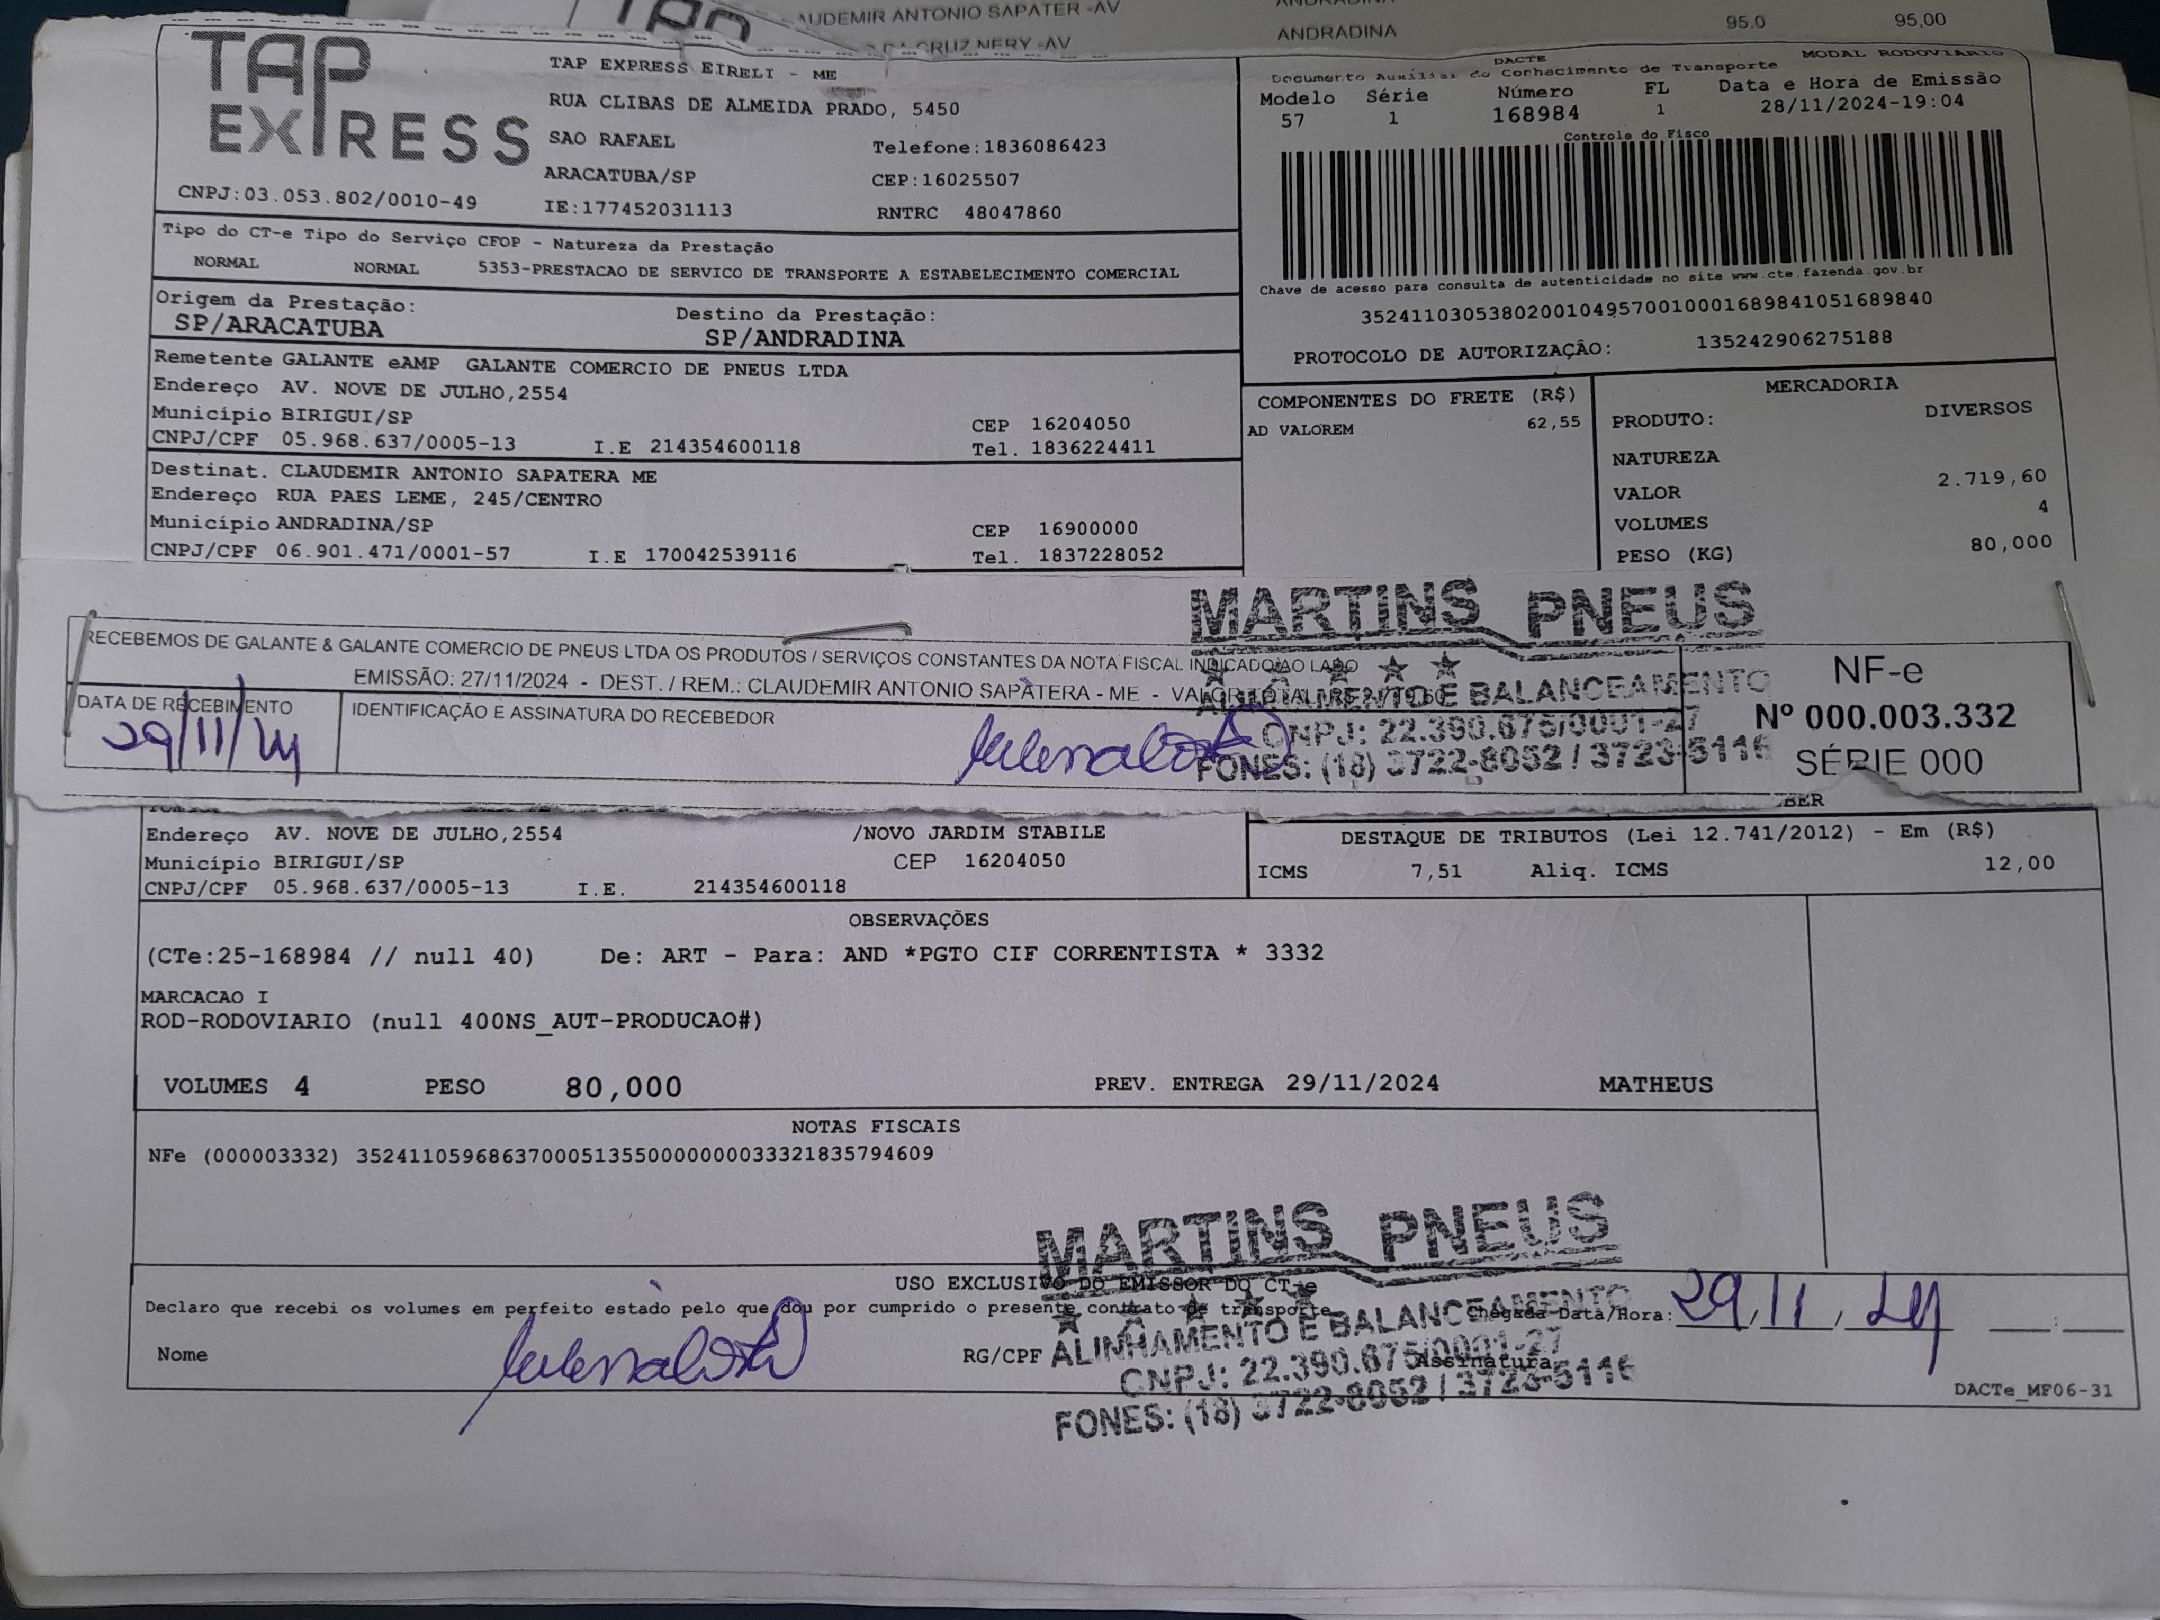 AUDEMIR ANTONIO SAPATER -AV
CRUZ NERY -AV
ANDRADINA
95.0
95,00
TAP EXPRESS
TAP EXPRESS EIRELI - ME
RUA CLIBAS DE ALMEIDA PRADO, 5450
SAO RAFAEL
Telefone:1836086423
ARACATUBA/SP
CEP:16025507
CNPJ:03.053.802/0010-49
IE:177452031113
RNTRC 48047860
DACTE
MODAL RODOVIARIO
Documento Auxiliar do Conhecimento de Transporte
Modelo Série Número FL Data e Hora de Emissão
57 1 168984 1 28/11/2024-19:04
Controle do Fisco
Chave de acesso para consulta de autenticidade no site www.cte.fazenda.gov.br
35241103053802001049570010001689841051689840
PROTOCOLO DE AUTORIZAÇÃO: 135242906275188
Tipo do CT-e Tipo do Serviço CFOP - Natureza da Prestação
NORMAL NORMAL 5353-PRESTACAO DE SERVICO DE TRANSPORTE A ESTABELECIMENTO COMERCIAL
Origem da Prestação: Destino da Prestação:
SP/ARACATUBA SP/ANDRADINA
Remetente GALANTE eAMP GALANTE COMERCIO DE PNEUS LTDA
Endereço AV. NOVE DE JULHO,2554
Município BIRIGUI/SP CEP 16204050
CNPJ/CPF 05.968.637/0005-13 I.E 214354600118 Tel. 1836224411
Destinat. CLAUDEMIR ANTONIO SAPATERA ME
Endereço RUA PAES LEME, 245/CENTRO
Município ANDRADINA/SP CEP 16900000
CNPJ/CPF 06.901.471/0001-57 I.E 170042539116 Tel. 1837228052
COMPONENTES DO FRETE (R$)
AD VALOREM 62,55
MERCADORIA
PRODUTO: DIVERSOS
NATUREZA
VALOR 2.719,60
VOLUMES 4
PESO (KG) 80,000
MARTINS PNEUS
ALINHAMENTO E BALANCEAMENTO
CNPJ: 22.390.675/0001-27
FONES: (18) 3722-8052 / 3723-5116
RECEBEMOS DE GALANTE & GALANTE COMERCIO DE PNEUS LTDA OS PRODUTOS / SERVIÇOS CONSTANTES DA NOTA FISCAL INDICADO AO LADO
EMISSÃO: 27/11/2024 - DEST. / REM.: CLAUDEMIR ANTONIO SAPATERA - ME - VALOR TOTAL
DATA DE RECEBIMENTO
29/11/24
IDENTIFICAÇÃO E ASSINATURA DO RECEBEDOR
NF-e
Nº 000.003.332
SÉRIE 000
Endereço AV. NOVE DE JULHO,2554 /NOVO JARDIM STABILE
Município BIRIGUI/SP CEP 16204050
CNPJ/CPF 05.968.637/0005-13 I.E. 214354600118
DESTAQUE DE TRIBUTOS (Lei 12.741/2012) - Em (R$)
ICMS 7,51 Aliq. ICMS 12,00
OBSERVAÇÕES
(CTe:25-168984 // null 40) De: ART - Para: AND *PGTO CIF CORRENTISTA * 3332
MARCACAO I
ROD-RODOVIARIO (null 400NS_AUT-PRODUCAO#)
VOLUMES 4 PESO 80,000 PREV. ENTREGA 29/11/2024 MATHEUS
NOTAS FISCAIS
NFe (000003332) 35241105968637000513550000000033321835794609
USO EXCLUSIVO DO EMISSOR DO CT-e
Declaro que recebi os volumes em perfeito estado pelo que dou por cumprido o presente contrato de transporte
Chegada Data/Hora: 29/11/24
Nome RG/CPF Assinatura
MARTINS PNEUS
ALINHAMENTO E BALANCEAMENTO
CNPJ: 22.390.675/0001-27
FONES: (18) 3722-8052 / 3723-5116
DACTe_MF06-31